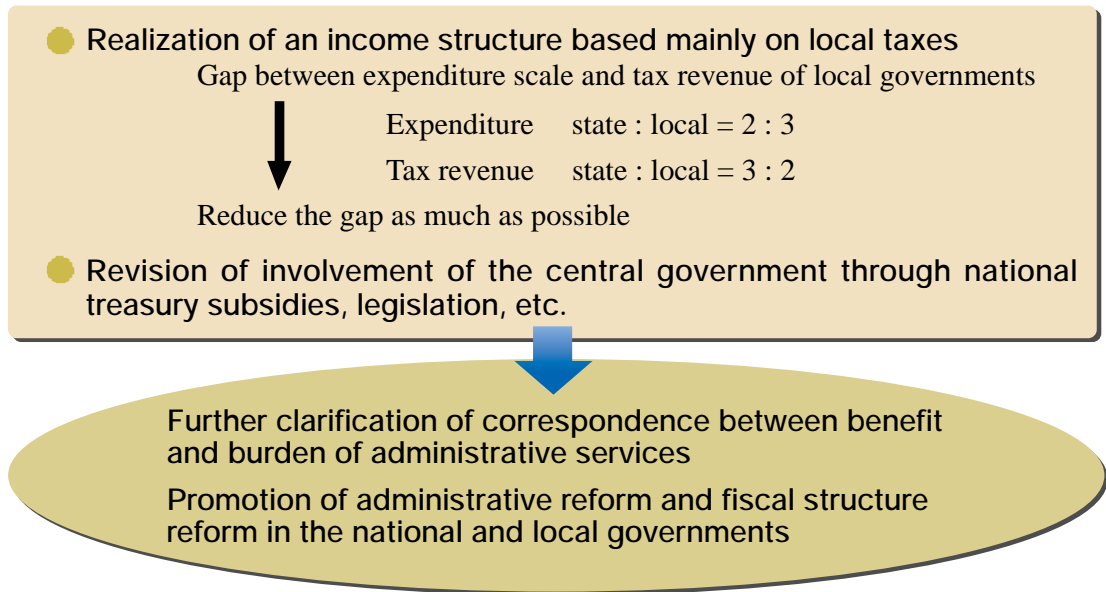 Realization of an income structure based mainly on local taxes
Gap between expenditure scale and tax revenue of local governments
Expenditure state : local = 2 : 3
Tax revenue state : local = 3 : 2
Reduce the gap as much as possible
Revision of involvement of the central government through national
treasury subsidies, legislation, etc.
Further clarification of correspondence between benefit
and burden of administrative services
Promotion of administrative reform and fiscal structure
reform in the national and local governments